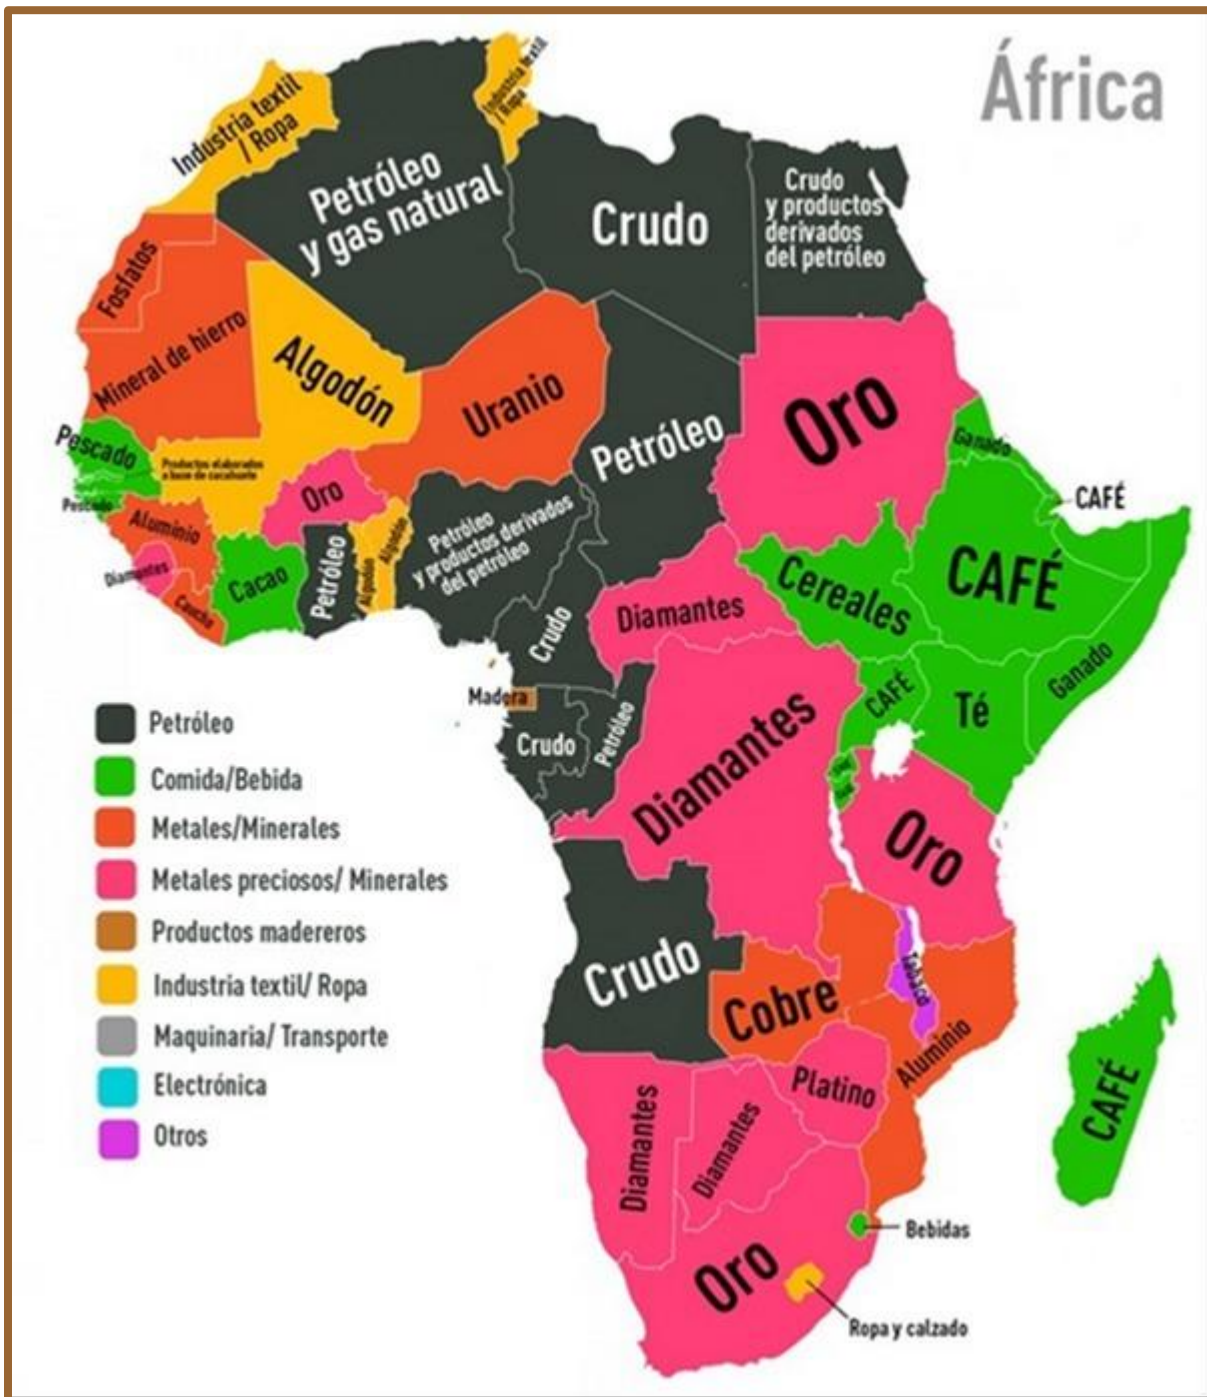 África
Industria textil
/ Ropa
Industria textil
/ Ropa
Petróleo
y gas natural
Crudo
Crudo
y productos
derivados
del petróleo
Fosfatos
Mineral de hierro
Algodón
Uranio
Petróleo
Oro
Pescado
Productos elaborados
a base de cacahuete
Oro
Ganado
CAFÉ
Pescado
Aluminio
Petróleo
y productos derivados
del petróleo
Algodón
Algodón
Petróleo
Cacao
Diamantes
Caucho
Crudo
Diamantes
Cereales
CAFÉ
Ganado
CAFÉ
Té
Madera
Crudo
Petróleo
Diamantes
Oro
Crudo
Cobre
Tabaco
Aluminio
Platino
Diamantes
Diamantes
CAFÉ
Bebidas
Oro
Ropa y calzado
Petróleo
Comida/Bebida
Metales/Minerales
Metales preciosos/ Minerales
Productos madereros
Industria textil/ Ropa
Maquinaria/ Transporte
Electrónica
Otros